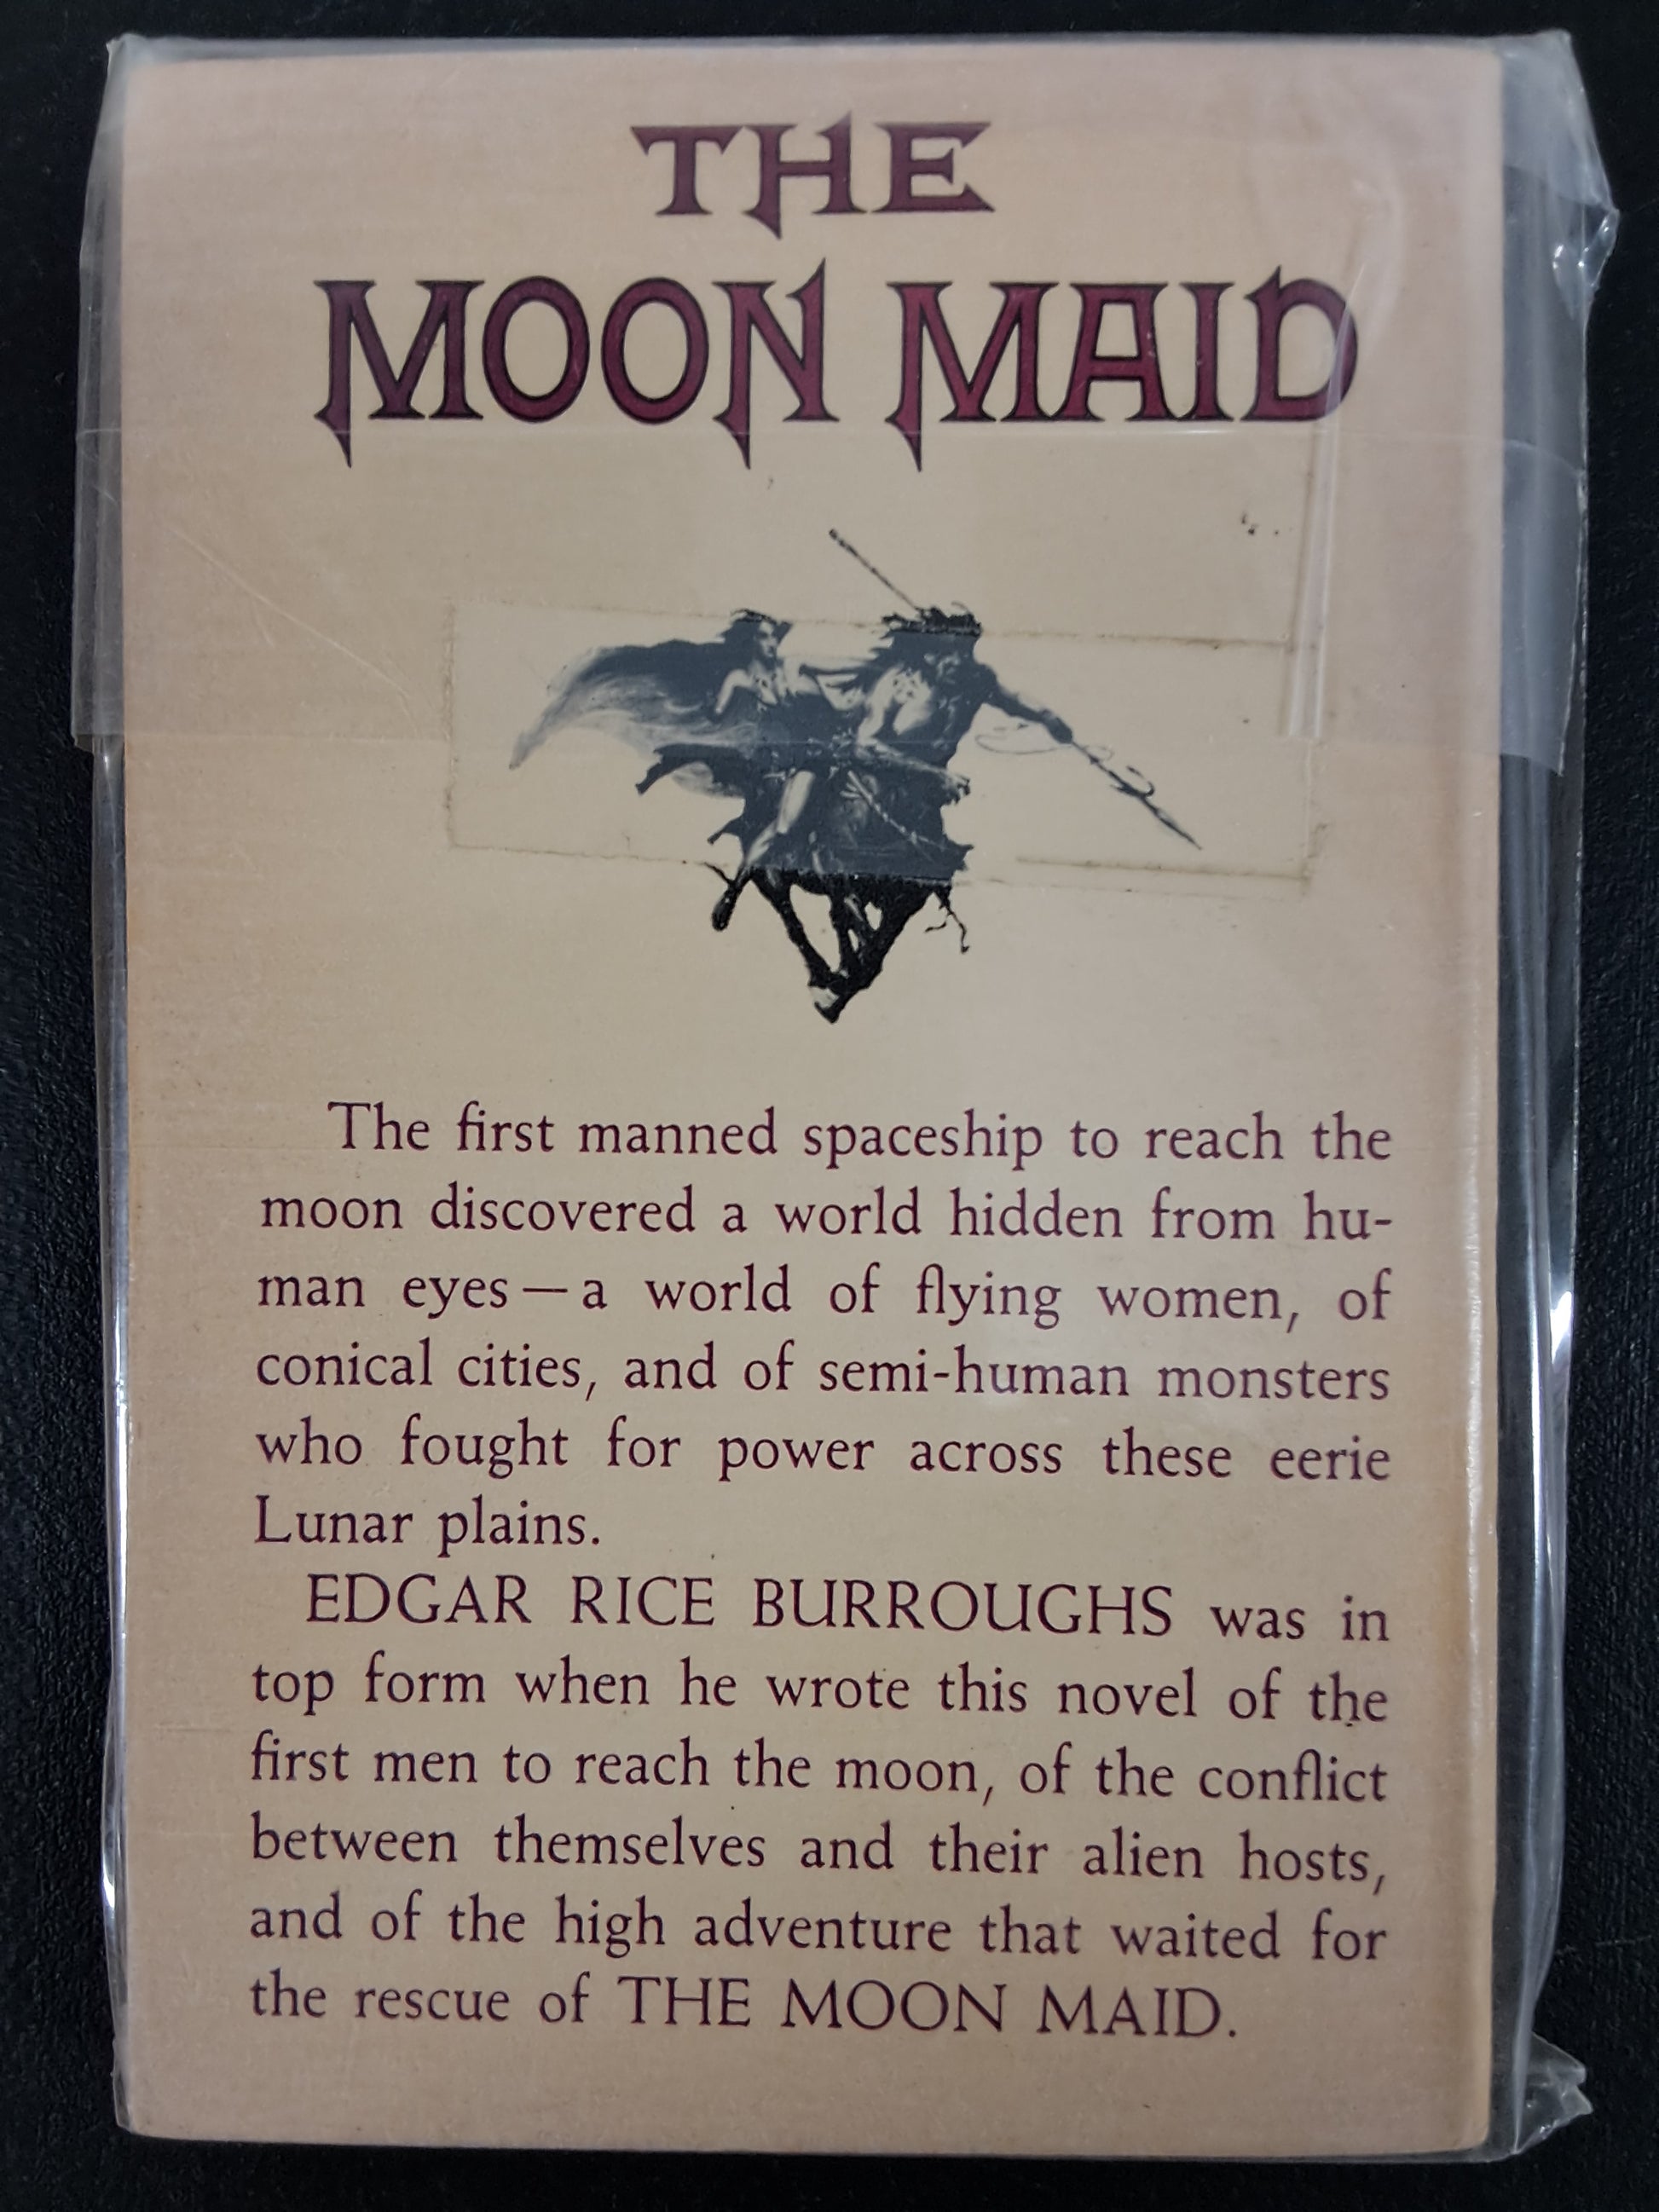 THE
MOON MAID
The first manned spaceship to reach the
moon discovered a world hidden from hu-
man eyes — a world of flying women, of
conical cities, and of semi-human monsters
who fought for power across these eerie
Lunar plains.
EDGAR RICE BURROUGHS was in
top form when he wrote this novel of the
first men to reach the moon, of the conflict
between themselves and their alien hosts,
and of the high adventure that waited for
the rescue of THE MOON MAID.